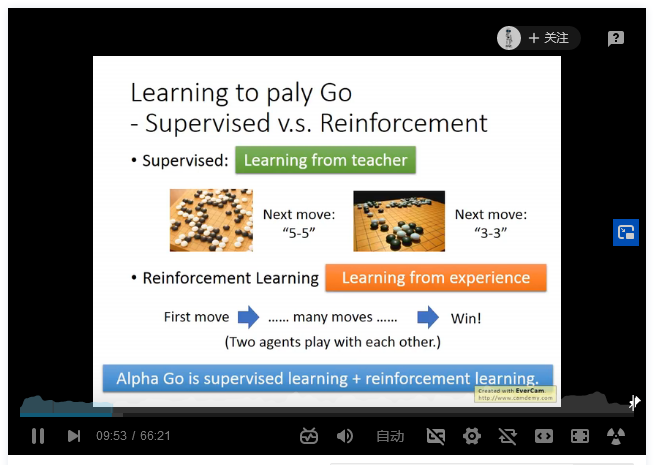 + 关注
Learning to paly Go
- Supervised v.s. Reinforcement
• Supervised: Learning from teacher
Next move:
“5-5”
Next move:
“3-3”
• Reinforcement Learning Learning from experience
First move ...... many moves ...... Win!
(Two agents play with each other.)
Alpha Go is supervised learning + reinforcement learning.
Created with EverCam.
http://www.camdemy.com
09:53 / 66:21 自动